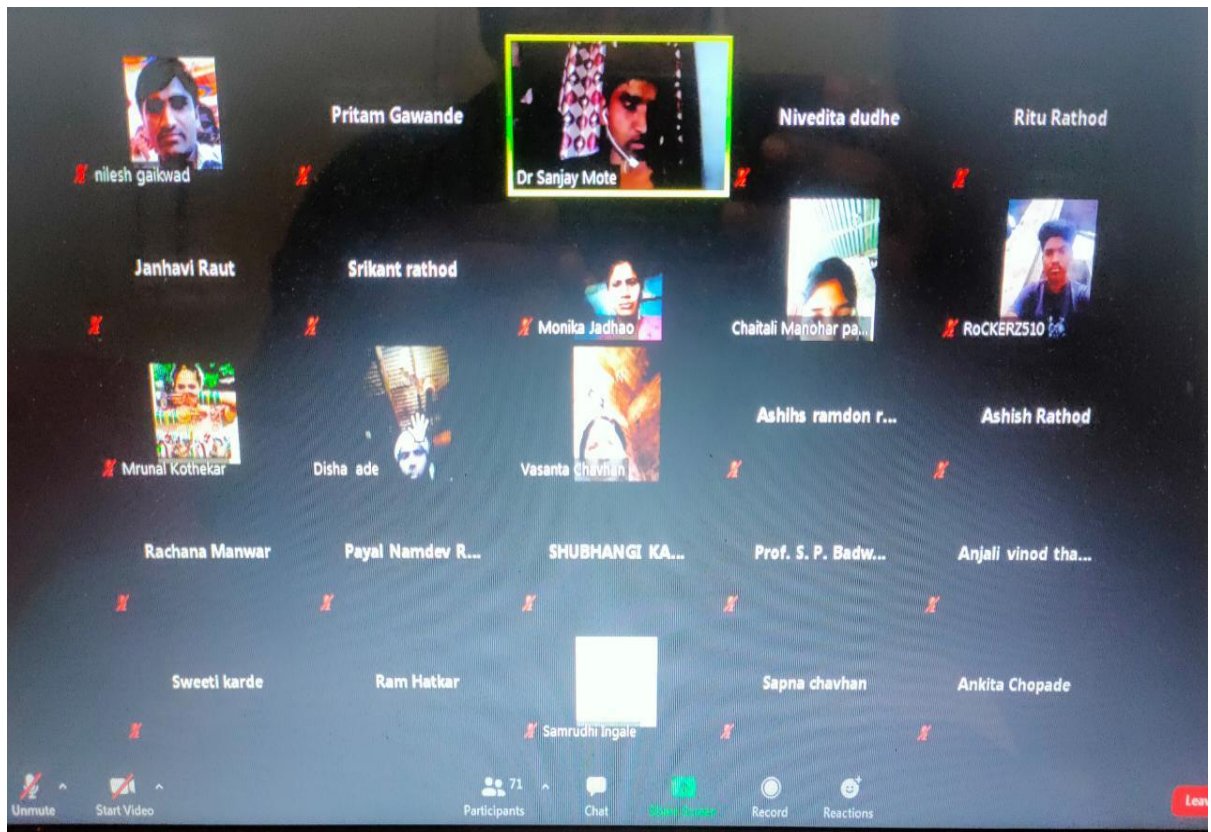 nilesh gaikwad
Pritam Gawande
Dr Sanjay Mote
Nivedita dudhe
Ritu Rathod
Janhavi Raut
Srikant rathod
Monika Jadhao
Chaitali Manohar pa...
RoCKERZ510
Mrunal Kothekar
Disha ade
Vasanta Chavhan
Ashihs ramdon r...
Ashish Rathod
Rachana Manwar
Payal Namdev R...
SHUBHANGI KA...
Prof. S. P. Badw...
Anjali vinod tha...
Sweeti karde
Ram Hatkar
Samrudhi Ingale
Sapna chavhan
Ankita Chopade
Unmute
Start Video
71
Participants
Chat
Share Screen
Record
Reactions
Leav